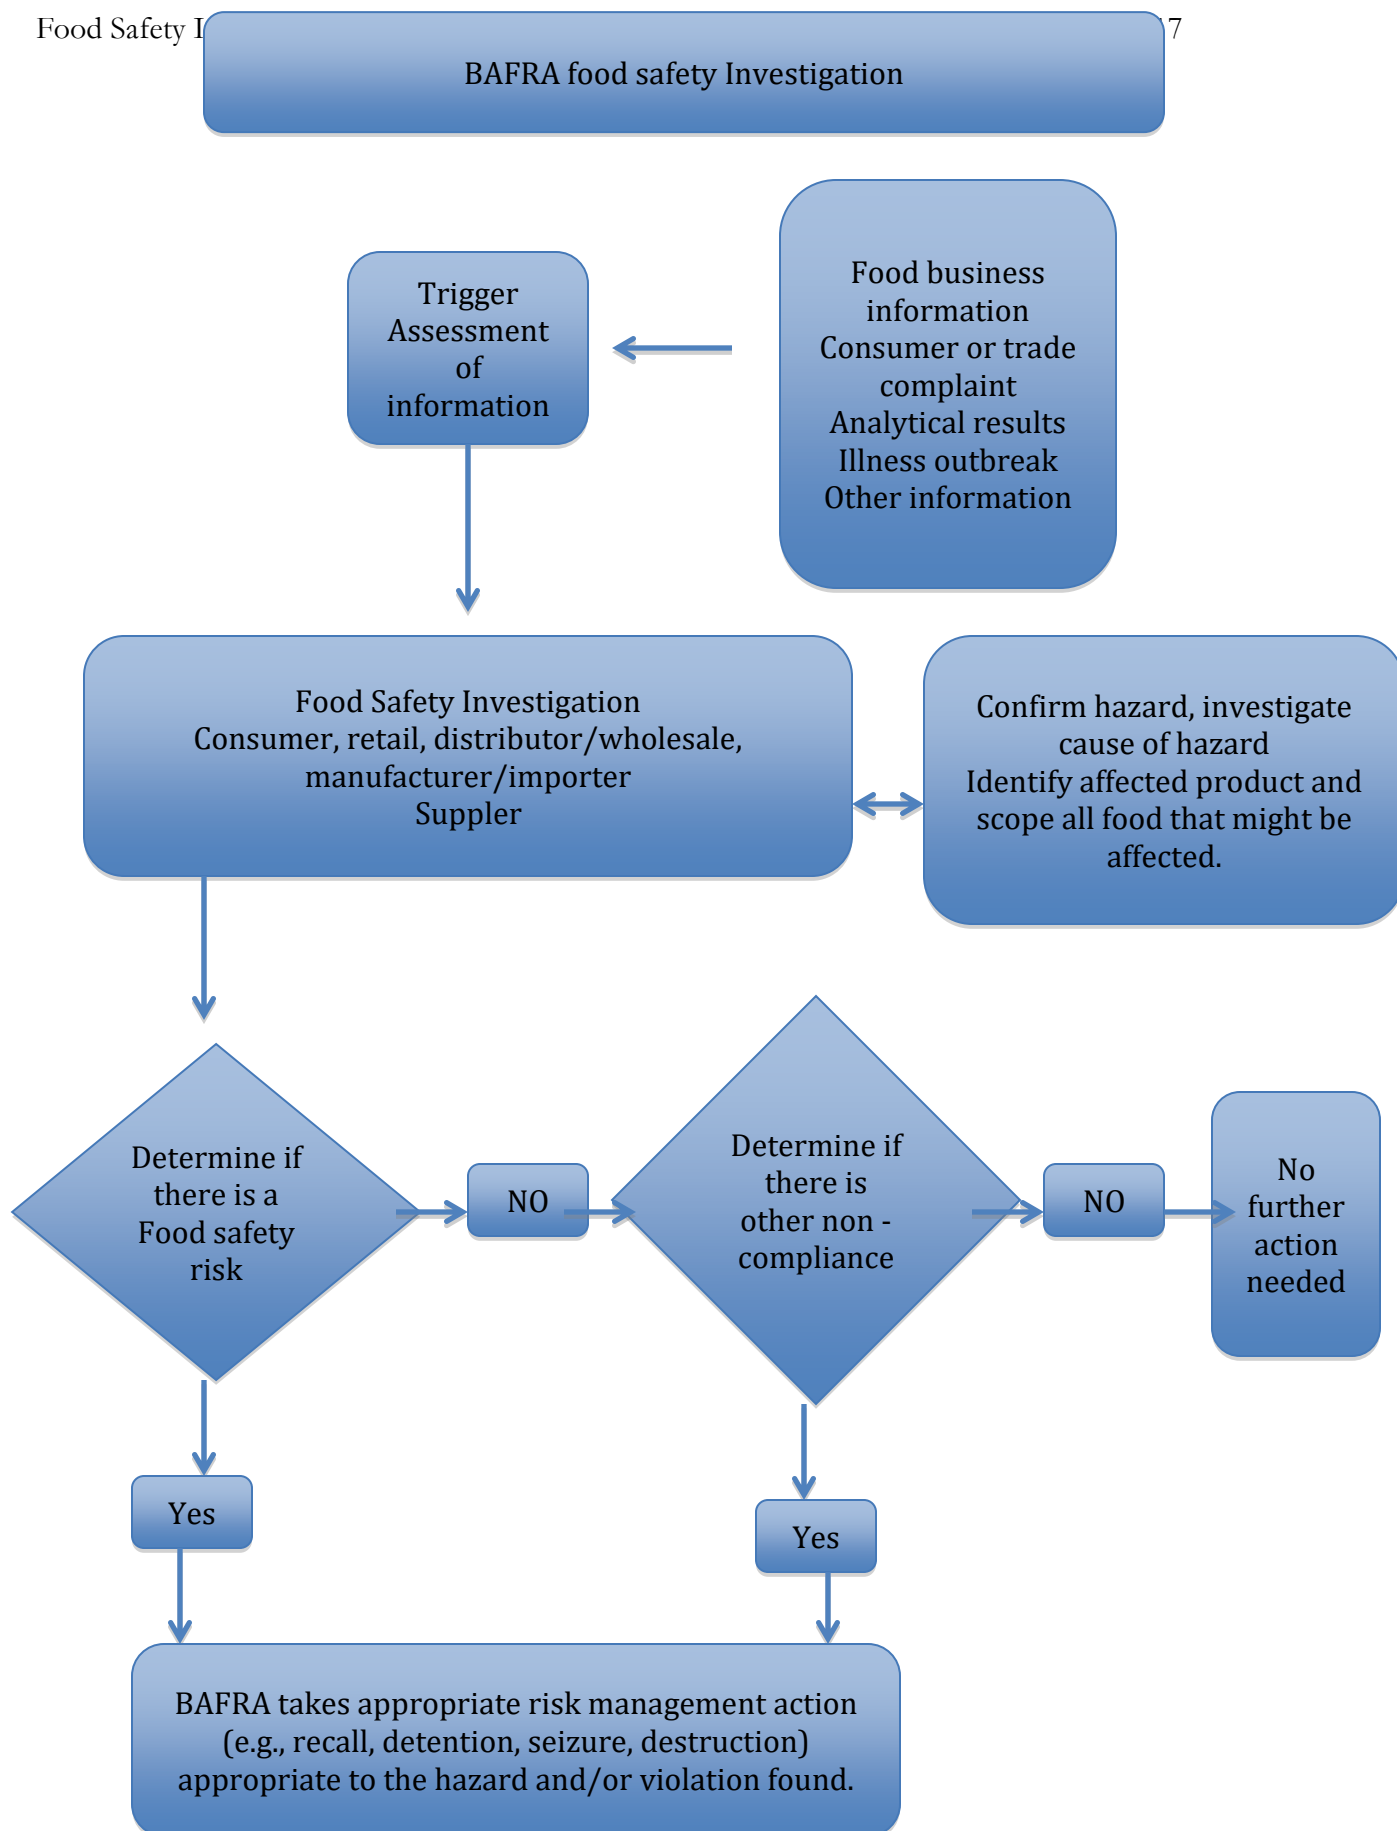 Food Safety
7
BAFRA food safety Investigation
Trigger
Assessment
of
information
Food business
information
Consumer or trade
complaint
Analytical results
Illness outbreak
Other information
Food Safety Investigation
Consumer, retail, distributor/wholesale,
manufacturer/importer
Suppler
Confirm hazard, investigate
cause of hazard
Identify affected product and
scope all food that might be
affected.
Determine if
there is a
Food safety
risk
NO
Determine if
there is
other non -
compliance
NO
No
further
action
needed
Yes
Yes
BAFRA takes appropriate risk management action
(e.g., recall, detention, seizure, destruction)
appropriate to the hazard and/or violation found.